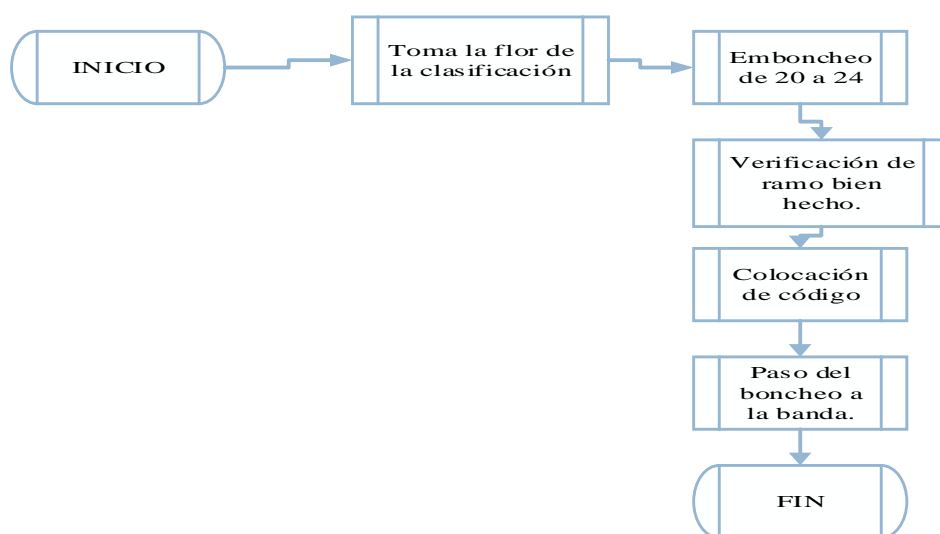 INICIO
Toma la flor de
la clasificación
Emboncheo
de 20 a 24
Verificación de
ramo bien
hecho.
Colocación
de código
Paso del
boncheo a
la banda.
FIN